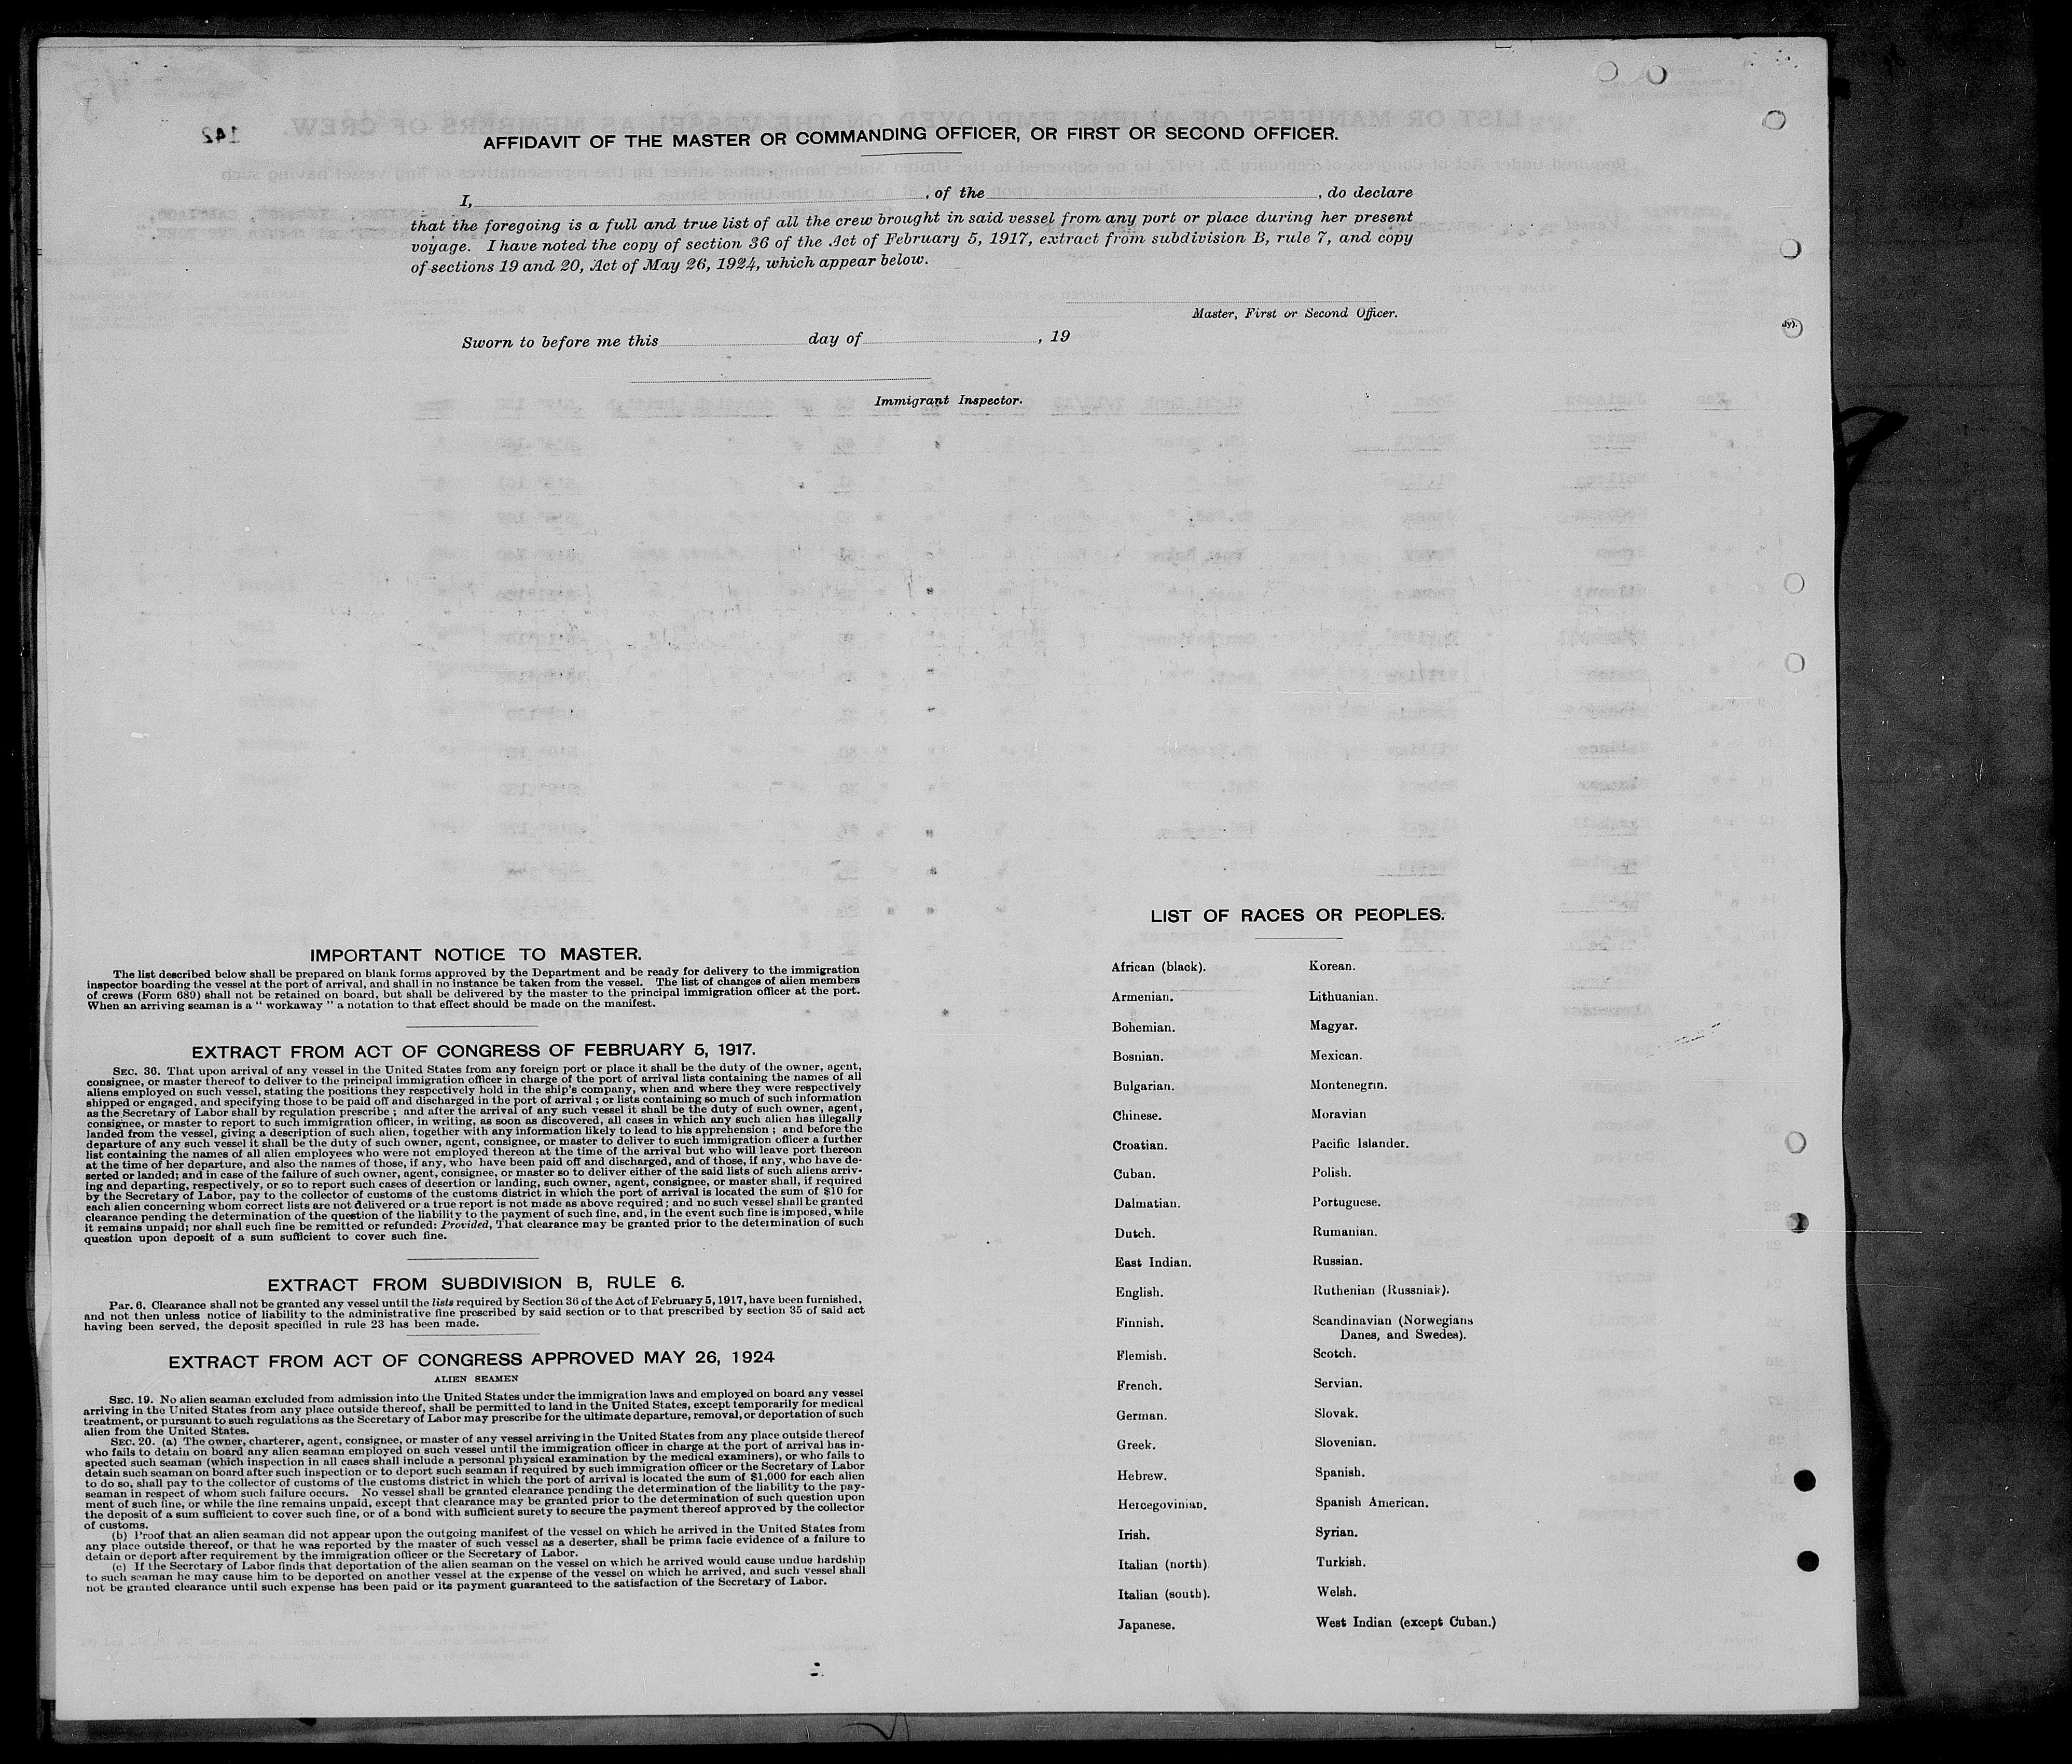 AFFIDAVIT OF THE MASTER OR COMMANDING OFFICER, OR FIRST OR SECOND OFFICER.
I, , of the , do declare
that the foregoing is a full and true list of all the crew brought in said vessel from any port or place during her present
voyage. I have noted the copy of section 36 of the Act of February 5, 1917, extract from subdivision B, rule 7, and copy
of sections 19 and 20, Act of May 26, 1924, which appear below.
Master, First or Second Officer.
Sworn to before me this day of , 19
Immigrant Inspector.
IMPORTANT NOTICE TO MASTER.
The list described below shall be prepared on blank forms approved by the Department and be ready for delivery to the immigration
inspector boarding the vessel at the port of arrival, and shall in no instance be taken from the vessel. The list of changes of alien members
of crews (Form 689) shall not be retained on board, but shall be delivered by the master to the principal immigration officer at the port.
When an arriving seaman is a " workaway " a notation to that effect should be made on the manifest.
EXTRACT FROM ACT OF CONGRESS OF FEBRUARY 5, 1917.
SEC. 36. That upon arrival of any vessel in the United States from any foreign port or place it shall be the duty of the owner, agent,
consignee, or master thereof to deliver to the principal immigration officer in charge of the port of arrival lists containing the names of all
aliens employed on such vessel, stating the positions they respectively hold in the ship's company, when and where they were respectively
shipped or engaged, and specifying those to be paid off and discharged in the port of arrival ; or lists containing so much of such information
as the Secretary of Labor shall by regulation prescribe ; and after the arrival of any such vessel it shall be the duty of such owner, agent,
consignee, or master to report to such immigration officer, in writing, as soon as discovered, all cases in which any such alien has illegally
landed from the vessel, giving a description of such alien, together with any information likely to lead to his apprehension ; and before the
departure of any such vessel it shall be the duty of such owner, agent, consignee, or master to deliver to such immigration officer a further
list containing the names of all alien employees who were not employed thereon at the time of the arrival but who will leave port thereon
at the time of her departure, and also the names of those, if any, who have been paid off and discharged, and of those, if any, who have de-
serted or landed; and in case of the failure of such owner, agent, consignee, or master so to deliver either of the said lists of such aliens arriv-
ing and departing, respectively, or so to report such cases of desertion or landing, such owner, agent, consignee, or master shall, if required
by the Secretary of Labor, pay to the collector of customs of the customs district in which the port of arrival is located the sum of $10 for
each alien concerning whom correct lists are not delivered or a true report is not made as above required ; and no such vessel shall be granted
clearance pending the determination of the question of the liability to the payment of such fine, and, in the event such fine is imposed, while
it remains unpaid; nor shall such fine be remitted or refunded: Provided, That clearance may be granted prior to the determination of such
question upon deposit of a sum sufficient to cover such fine.
EXTRACT FROM SUBDIVISION B, RULE 6.
Par. 6. Clearance shall not be granted any vessel until the lists required by Section 36 of the Act of February 5, 1917, have been furnished,
and not then unless notice of liability to the administrative fine prescribed by said section or to that prescribed by section 35 of said act
having been served, the deposit specified in rule 23 has been made.
EXTRACT FROM ACT OF CONGRESS APPROVED MAY 26, 1924
ALIEN SEAMEN
SEC. 19. No alien seaman excluded from admission into the United States under the immigration laws and employed on board any vessel
arriving in the United States from any place outside thereof, shall be permitted to land in the United States, except temporarily for medical
treatment, or pursuant to such regulations as the Secretary of Labor may prescribe for the ultimate departure, removal, or deportation of such
alien from the United States.
SEC. 20. (a) The owner, charterer, agent, consignee, or master of any vessel arriving in the United States from any place outside thereof
who fails to detain on board any alien seaman employed on such vessel until the immigration officer in charge at the port of arrival has in-
spected such seaman (which inspection in all cases shall include a personal physical examination by the medical examiners), or who fails to
detain such seaman on board after such inspection or to deport such seaman if required by such immigration officer or the Secretary of Labor
to do so, shall pay to the collector of customs of the customs district in which the port of arrival is located the sum of $1,000 for each alien
seaman in respect of whom such failure occurs. No vessel shall be granted clearance pending the determination of the liability to the pay-
ment of such fine, or while the fine remains unpaid, except that clearance may be granted prior to the determination of such question upon
the deposit of a sum sufficient to cover such fine, or of a bond with sufficient surety to secure the payment thereof approved by the collector
of customs.
(b) Proof that an alien seaman did not appear upon the outgoing manifest of the vessel on which he arrived in the United States from
any place outside thereof, or that he was reported by the master of such vessel as a deserter, shall be prima facie evidence of a failure to
detain or deport after requirement by the immigration officer or the Secretary of Labor.
(c) If the Secretary of Labor finds that deportation of the alien seaman on the vessel on which he arrived would cause undue hardship
to such seaman he may cause him to be deported on another vessel at the expense of the vessel on which he arrived, and such vessel shall
not be granted clearance until such expense has been paid or its payment guaranteed to the satisfaction of the Secretary of Labor.
LIST OF RACES OR PEOPLES.
African (black).
Armenian.
Bohemian.
Bosnian.
Bulgarian.
Chinese.
Croatian.
Cuban.
Dalmatian.
Dutch.
East Indian.
English.
Finnish.
Flemish.
French.
German.
Greek.
Hebrew.
Hercegovinian.
Irish.
Italian (north)
Italian (south).
Japanese.
Korean.
Lithuanian.
Magyar.
Mexican.
Montenegrin.
Moravian
Pacific Islander.
Polish.
Portuguese.
Rumanian.
Russian.
Ruthenian (Russniak).
Scandinavian (Norwegians
Danes, and Swedes).
Scotch.
Servian.
Slovak.
Slovenian.
Spanish.
Spanish American.
Syrian.
Turkish.
Welsh.
West Indian (except Cuban.)